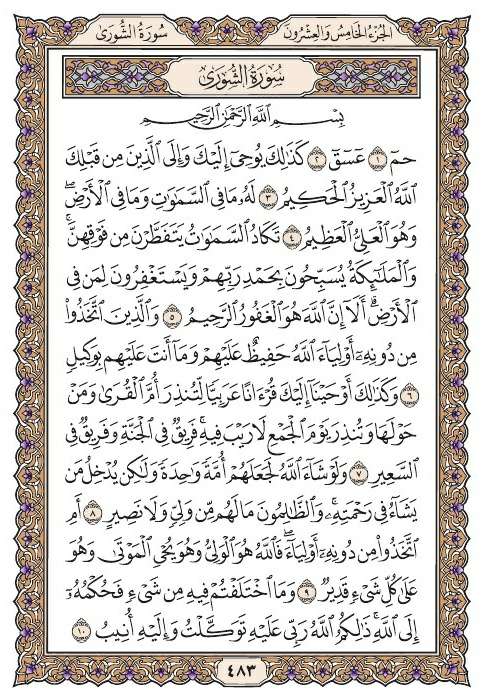 الجزء الخامس والعشرون
سورة الشورى
سُورَةُ الشُّورَىٰ
بِسْمِ ٱللَّهِ ٱلرَّحْمَٰنِ ٱلرَّحِيمِ
حمٓ ١ عٓسٓقٓ ٢ كَذَٰلِكَ يُوحِىٓ إِلَيْكَ وَإِلَى ٱلَّذِينَ مِن قَبْلِكَ
ٱللَّهُ ٱلْعَزِيزُ ٱلْحَكِيمُ ٣ لَهُۥ مَا فِى ٱلسَّمَٰوَٰتِ وَمَا فِى ٱلْأَرْضِۖ
وَهُوَ ٱلْعَلِىُّ ٱلْعَظِيمُ ٤ تَكَادُ ٱلسَّمَٰوَٰتُ يَتَفَطَّرْنَ مِن فَوْقِهِنَّۚ
وَٱلْمَلَٰٓئِكَةُ يُسَبِّحُونَ بِحَمْدِ رَبِّهِمْ وَيَسْتَغْفِرُونَ لِمَن فِى
ٱلْأَرْضِۗ أَلَآ إِنَّ ٱللَّهَ هُوَ ٱلْغَفُورُ ٱلرَّحِيمُ ٥ وَٱلَّذِينَ ٱتَّخَذُوا۟
مِن دُونِهِۦٓ أَوْلِيَآءَ ٱللَّهُ حَفِيظٌ عَلَيْهِمْ وَمَآ أَنتَ عَلَيْهِم بِوَكِيلٍ
٦ وَكَذَٰلِكَ أَوْحَيْنَآ إِلَيْكَ قُرْءَانًا عَرَبِيًّا لِّتُنذِرَ أُمَّ ٱلْقُرَىٰ وَمَنْ
حَوْلَهَا وَتُنذِرَ يَوْمَ ٱلْجَمْعِ لَا رَيْبَ فِيهِۚ فَرِيقٌ فِى ٱلْجَنَّةِ وَفَرِيقٌ فِى
ٱلسَّعِيرِ ٧ وَلَوْ شَآءَ ٱللَّهُ لَجَعَلَهُمْ أُمَّةً وَٰحِدَةً وَلَٰكِن يُدْخِلُ مَن
يَشَآءُ فِى رَحْمَتِهِۦۚ وَٱلظَّٰلِمُونَ مَا لَهُم مِّن وَلِىٍّ وَلَا نَصِيرٍ ٨ أَمِ
ٱتَّخَذُوا۟ مِن دُونِهِۦٓ أَوْلِيَآءَۖ فَٱللَّهُ هُوَ ٱلْوَلِىُّ وَهُوَ يُحْىِ ٱلْمَوْتَىٰ وَهُوَ
عَلَىٰ كُلِّ شَىْءٍ قَدِيرٌ ٩ وَمَا ٱخْتَلَفْتُمْ فِيهِ مِن شَىْءٍ فَحُكْمُهُۥٓ
إِلَى ٱللَّهِۚ ذَٰلِكُمُ ٱللَّهُ رَبِّى عَلَيْهِ تَوَكَّلْتُ وَإِلَيْهِ أُنِيبُ ١٠
٤٨٣